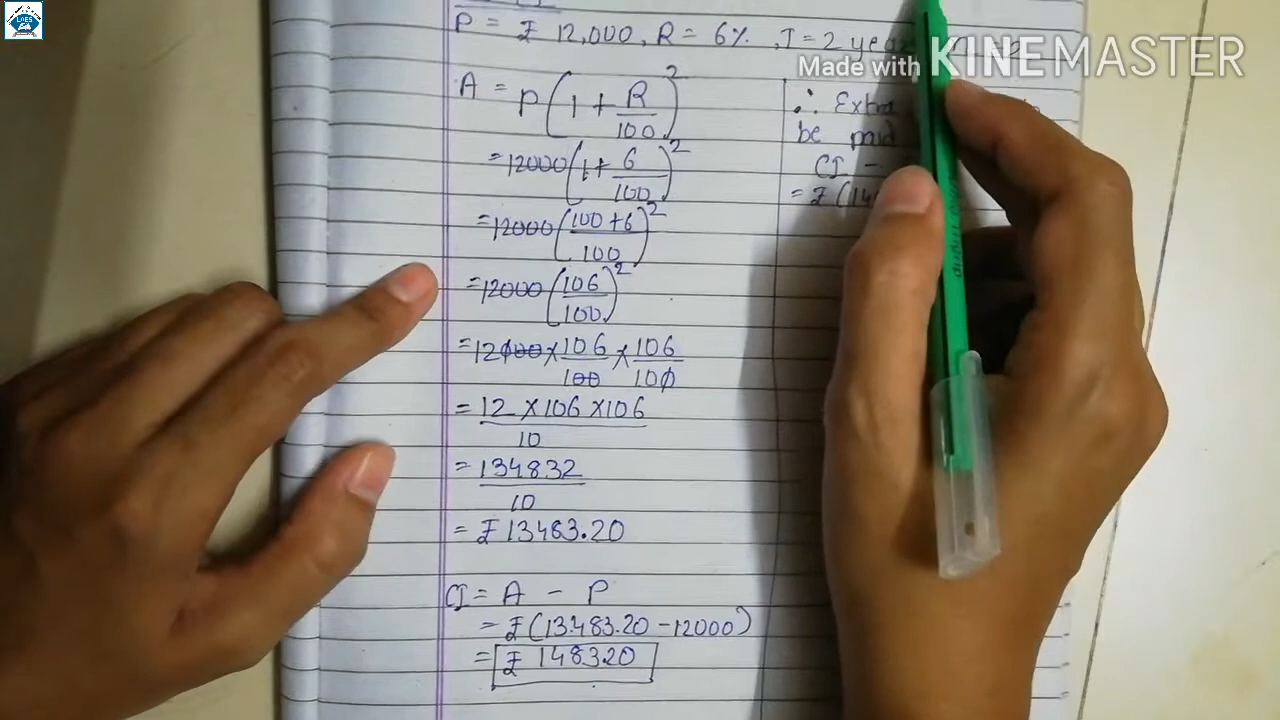 LAES
P = ₹ 12,000, R = 6%, T = 2 years
Made with KINEMASTER
A = P(1 + R/100)²
= 12000(1 + 6/100)²
= 12000(100 + 6/100)²
= 12000(106/100)²
= 12000 × 106/100 × 106/100
= 12 × 106 × 106/10
= 134832/10
= ₹ 13483.20
CI = A - P
= ₹(13483.20 - 12000)
= ₹ 1483.20
∴ Extra
be paid
CI -
= ₹(14